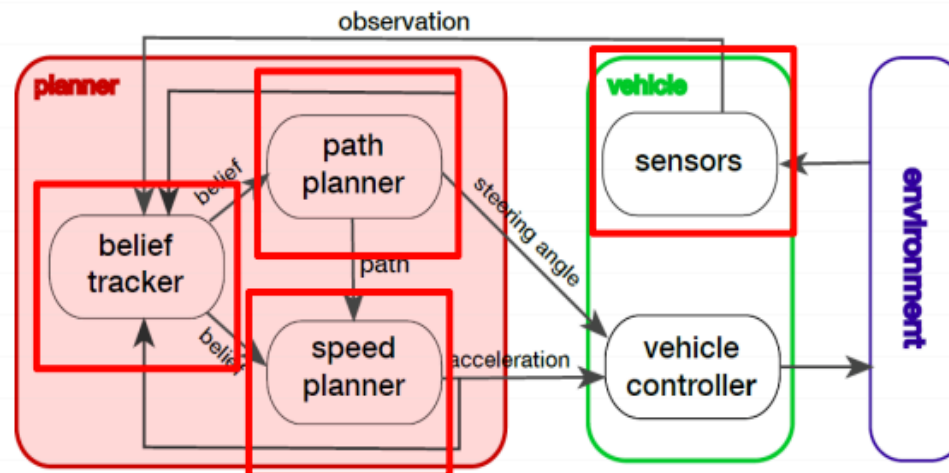 observation
planner
vehicle
path
planner
sensors
belief
steering angle
environment
belief
tracker
path
belief
speed
planner
acceleration
vehicle
controller